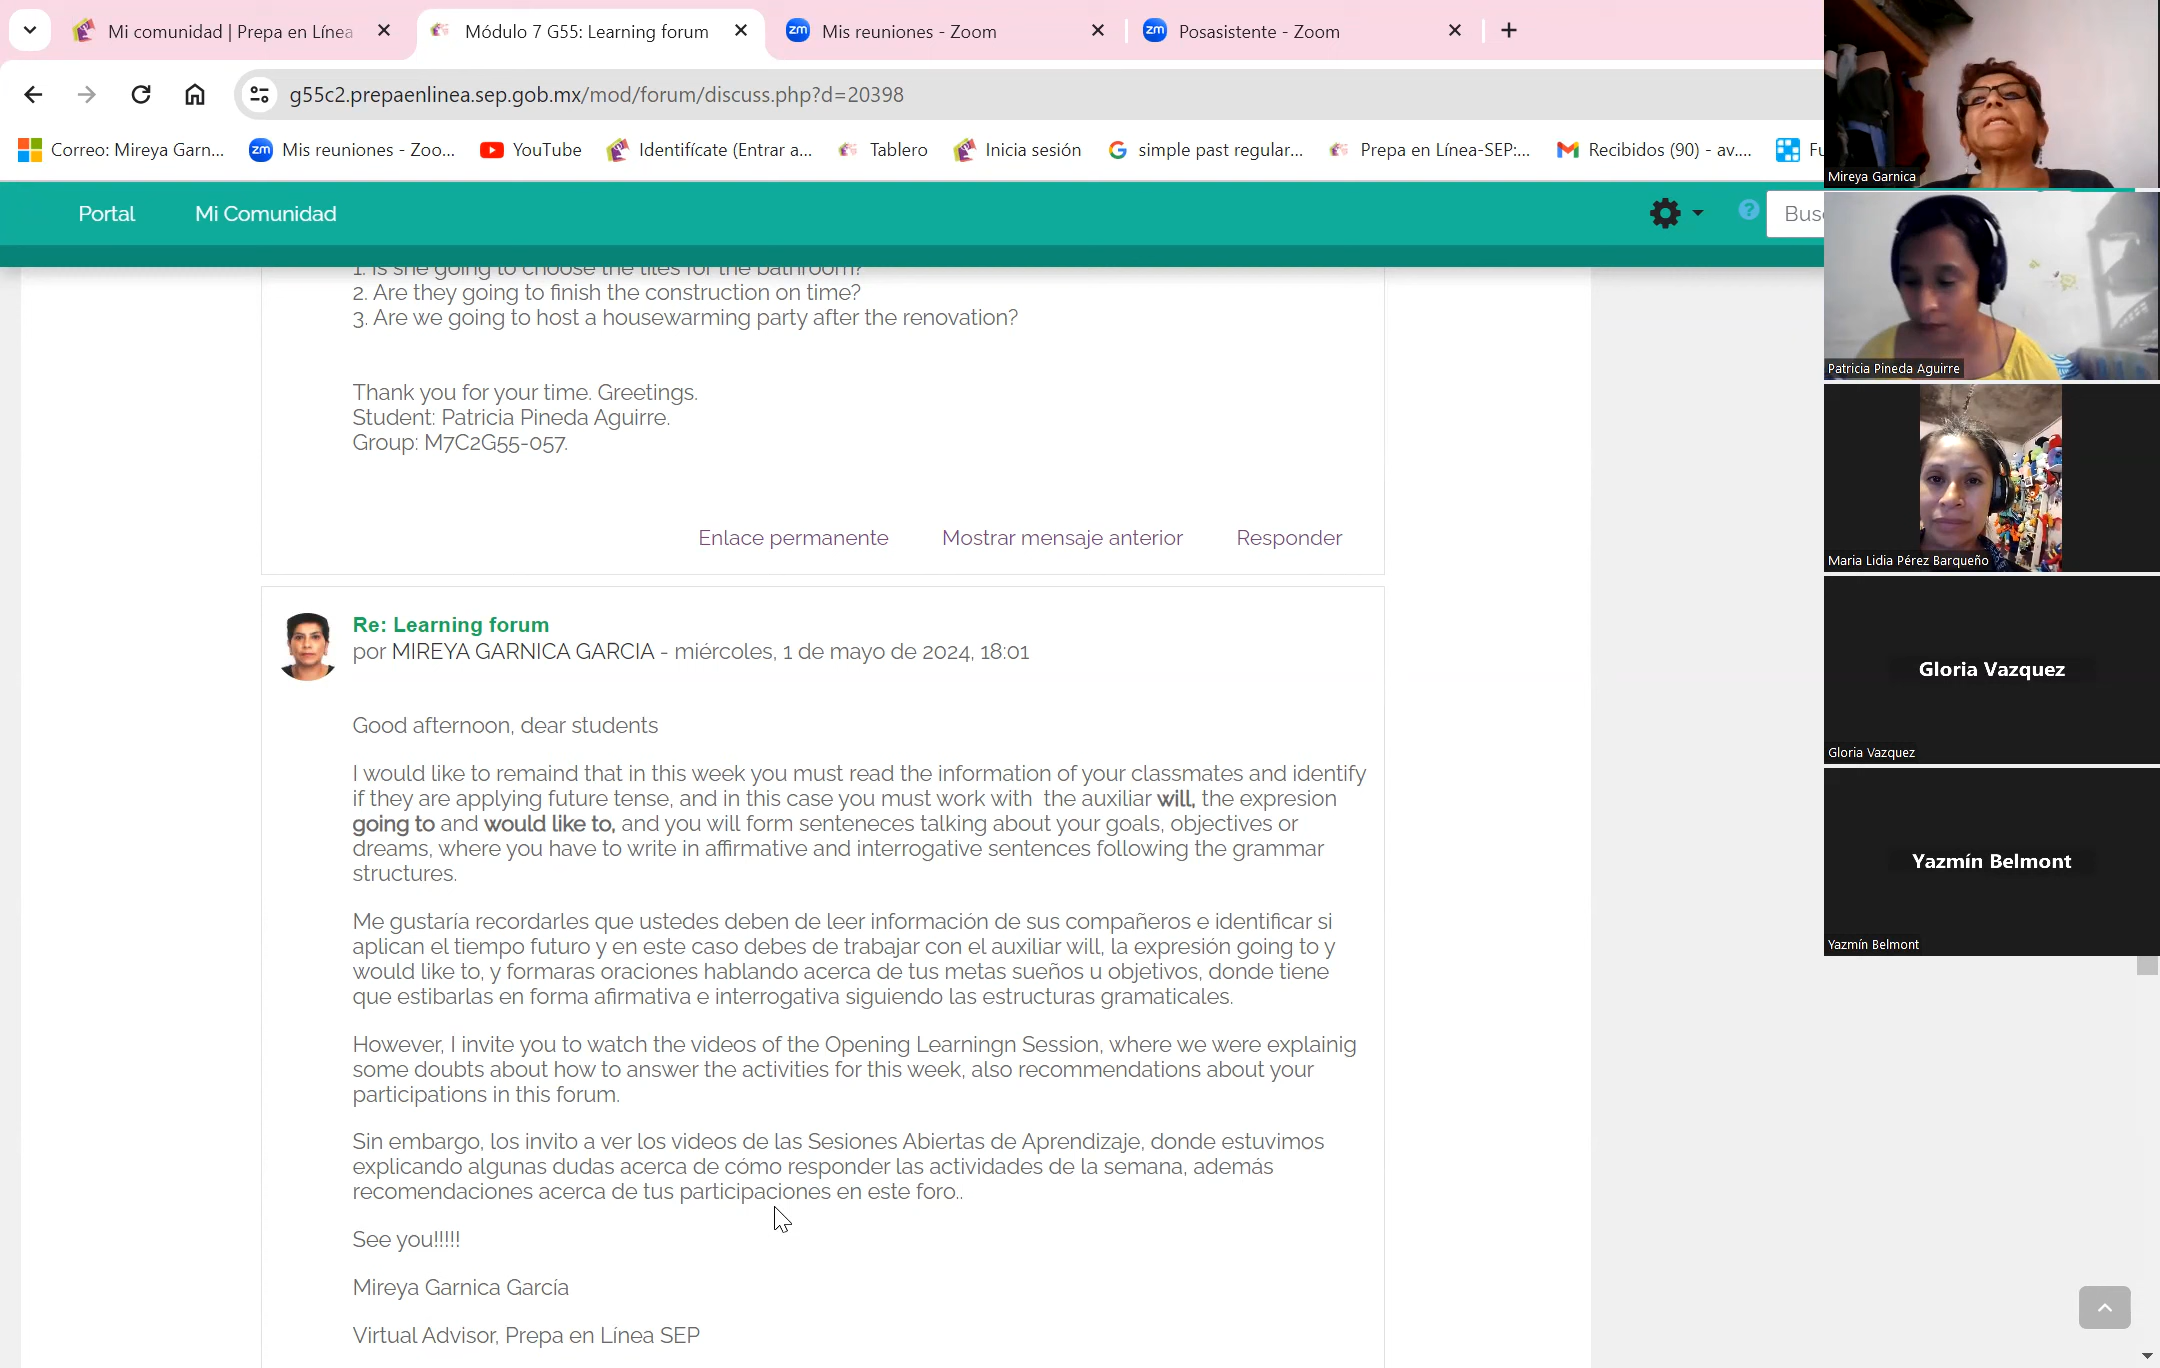 Mi comunidad | Prepa en Línea
Módulo 7 G55: Learning forum
Mis reuniones - Zoom
Posasistente - Zoom
g55c2.prepaenlinea.sep.gob.mx/mod/forum/discuss.php?d=20398
Correo: Mireya Garn...
Mis reuniones - Zoo...
YouTube
Identifícate (Entrar a...
Tablero
Inicia sesión
simple past regular...
Prepa en Línea-SEP:...
Recibidos (90) - av....
Portal
Mi Comunidad
1. Is she going to choose the tiles for the bathroom?
2. Are they going to finish the construction on time?
3. Are we going to host a housewarming party after the renovation?
Thank you for your time. Greetings.
Student: Patricia Pineda Aguirre.
Group: M7C2G55-057.
Enlace permanente
Mostrar mensaje anterior
Responder
Re: Learning forum
por MIREYA GARNICA GARCIA - miércoles, 1 de mayo de 2024, 18:01
Good afternoon, dear students
I would like to remaind that in this week you must read the information of your classmates and identify
if they are applying future tense, and in this case you must work with the auxiliar will, the expresion
going to and would like to, and you will form senteneces talking about your goals, objectives or
dreams, where you have to write in affirmative and interrogative sentences following the grammar
structures.
Me gustaría recordarles que ustedes deben de leer información de sus compañeros e identificar si
aplican el tiempo futuro y en este caso debes de trabajar con el auxiliar will, la expresión going to y
would like to, y formaras oraciones hablando acerca de tus metas sueños u objetivos, donde tiene
que estibarlas en forma afirmativa e interrogativa siguiendo las estructuras gramaticales.
However, I invite you to watch the videos of the Opening Learningn Session, where we were explainig
some doubts about how to answer the activities for this week, also recommendations about your
participations in this forum.
Sin embargo, los invito a ver los videos de las Sesiones Abiertas de Aprendizaje, donde estuvimos
explicando algunas dudas acerca de cómo responder las actividades de la semana, además
recomendaciones acerca de tus participaciones en este foro..
See you!!!!!
Mireya Garnica García
Virtual Advisor, Prepa en Línea SEP
Mireya Garnica
Patricia Pineda Aguirre
Maria Lidia Pérez Barqueño
Gloria Vazquez
Gloria Vazquez
Yazmín Belmont
Yazmín Belmont